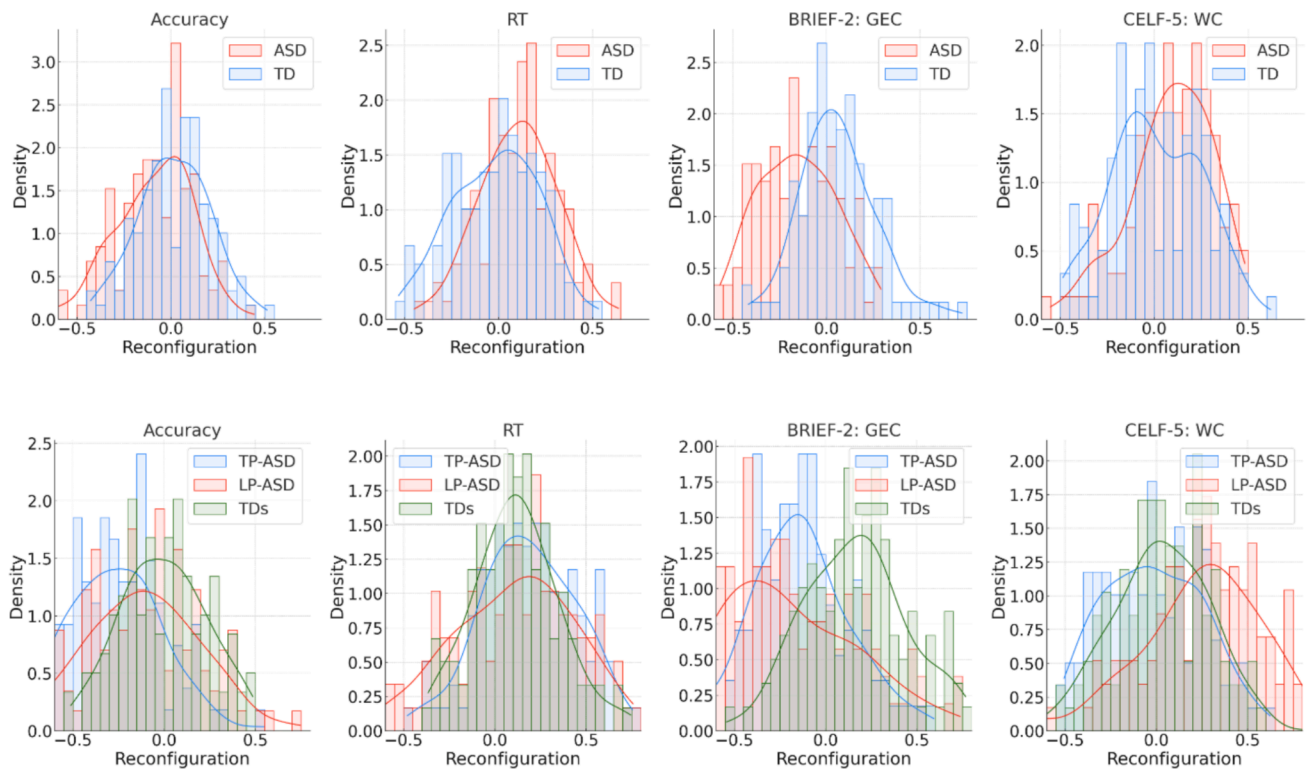 Accuracy
ASD
TD
3.0
2.5
2.0
1.5
1.0
0.5
0.0
Density
−0.5
0.0
0.5
Reconfiguration
RT
ASD
TD
2.5
2.0
1.5
1.0
0.5
0.0
Density
−0.5
0.0
0.5
Reconfiguration
BRIEF-2: GEC
ASD
TD
2.5
2.0
1.5
1.0
0.5
0.0
Density
−0.5
0.0
0.5
Reconfiguration
CELF-5: WC
ASD
TD
2.0
1.5
1.0
0.5
0.0
Density
−0.5
0.0
0.5
Reconfiguration
Accuracy
TP-ASD
LP-ASD
TDs
2.5
2.0
1.5
1.0
0.5
0.0
Density
−0.5
0.0
0.5
Reconfiguration
RT
TP-ASD
LP-ASD
TDs
2.00
1.75
1.50
1.25
1.00
0.75
0.50
0.25
0.00
Density
−0.5
0.0
0.5
Reconfiguration
BRIEF-2: GEC
TP-ASD
LP-ASD
TDs
2.00
1.75
1.50
1.25
1.00
0.75
0.50
0.25
0.00
Density
−0.5
0.0
0.5
Reconfiguration
CELF-5: WC
TP-ASD
LP-ASD
TDs
2.00
1.75
1.50
1.25
1.00
0.75
0.50
0.25
0.00
Density
−0.5
0.0
0.5
Reconfiguration